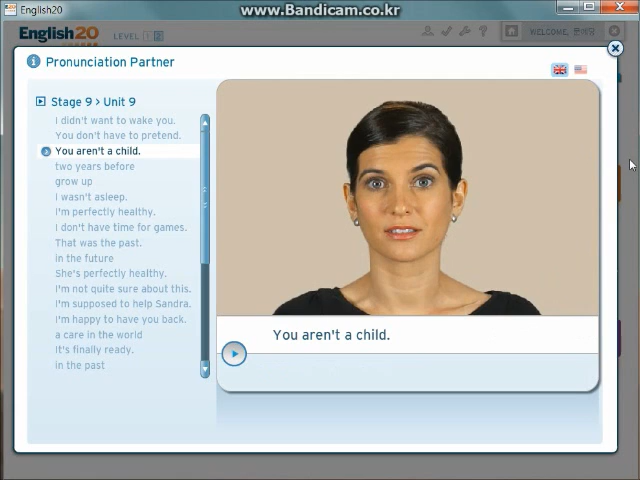 www.Bandicam.co.kr
English20
English20
LEVEL 1 2
WELCOME,
Pronunciation Partner
Stage 9 > Unit 9
I didn't want to wake you.
You don't have to pretend.
You aren't a child.
two years before
grow up
I wasn't asleep.
I'm perfectly healthy.
I don't have time for games.
That was the past.
in the future
She's perfectly healthy.
I'm not quite sure about this.
I'm supposed to help Sandra.
I'm happy to have you back.
a care in the world
It's finally ready.
in the past
You aren't a child.